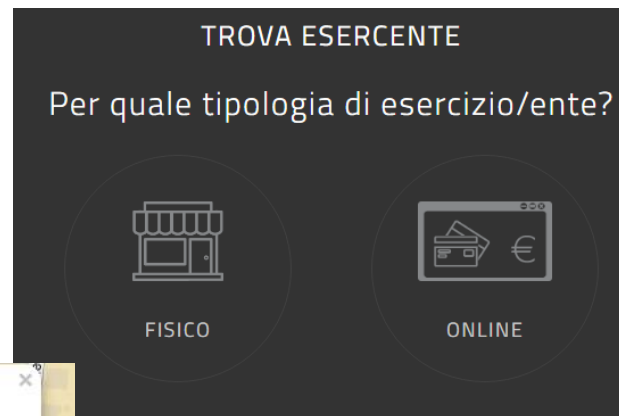 TROVA ESERCENTE
Per quale tipologia di esercizio/ente?
FISICO
ONLINE